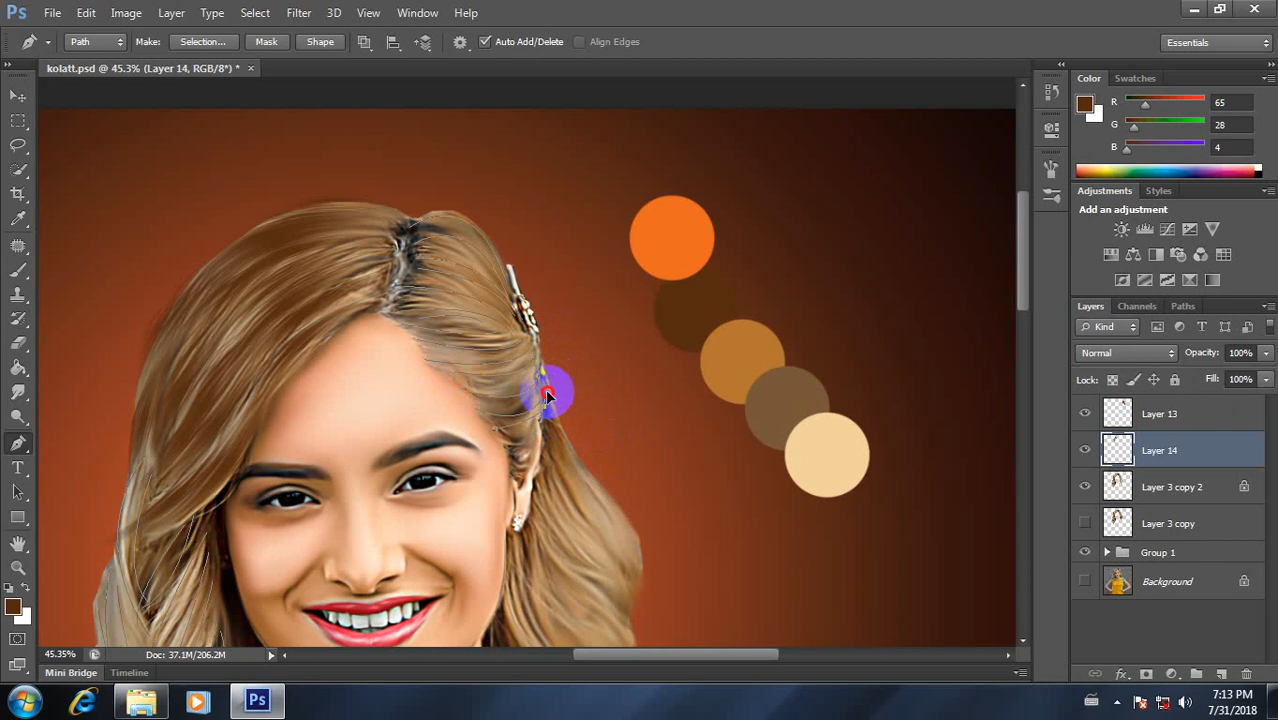 Ps File Edit Image Layer Type Select Filter 3D View Window Help
Path Make: Selection... Mask Shape Auto Add/Delete Align Edges Essentials
kolatt.psd @ 45.3% (Layer 14, RGB/8*) *
Color Swatches
R 65
G 28
B 4
Adjustments Styles
Add an adjustment
Layers Channels Paths
Kind
Normal Opacity: 100%
Lock: Fill: 100%
Layer 13
Layer 14
Layer 3 copy 2
Layer 3 copy
Group 1
Background
45.35% Doc: 37.1M/206.2M
Mini Bridge Timeline
Ps 7:13 PM
7/31/2018